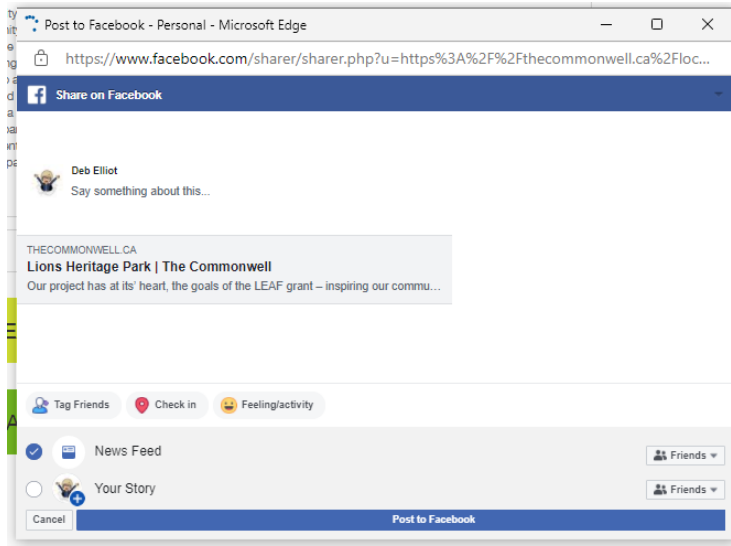 Post to Facebook - Personal - Microsoft Edge
https://www.facebook.com/sharer/sharer.php?u=https%3A%2F%2Fthecommonwell.ca%2Floc...
Share on Facebook
Deb Elliot
Say something about this...
THECOMMONWELL.CA
Lions Heritage Park | The Commonwell
Our project has at its' heart, the goals of the LEAF grant – inspiring our commu...
Tag Friends Check in Feeling/activity
News Feed Friends
Your Story Friends
Cancel Post to Facebook